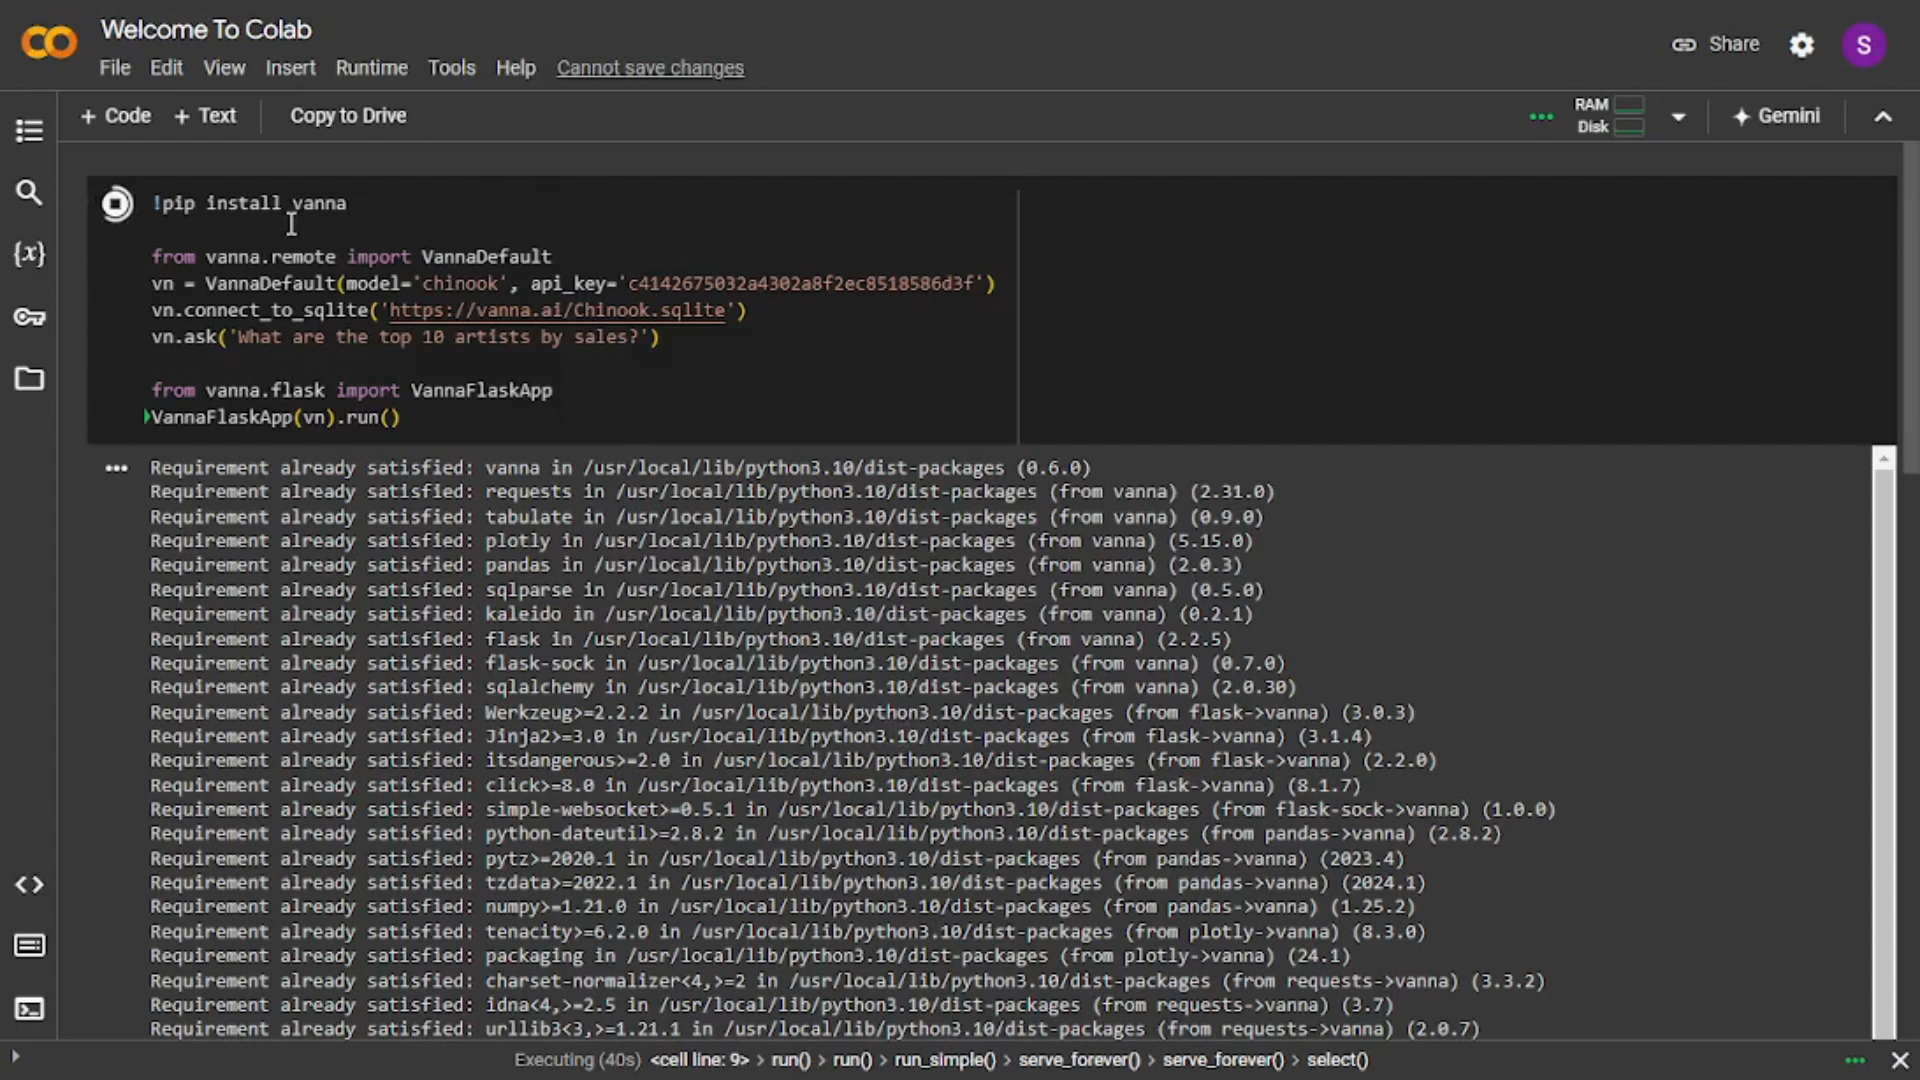 Welcome To Colab
File Edit View Insert Runtime Tools Help Cannot save changes
Share
S
+ Code + Text Copy to Drive
RAM
Disk
Gemini
!pip install vanna
from vanna.remote import VannaDefault
vn = VannaDefault(model='chinook', api_key='c4142675032a4302a8f2ec8518586d3f')
vn.connect_to_sqlite('https://vanna.ai/Chinook.sqlite')
vn.ask('What are the top 10 artists by sales?')
from vanna.flask import VannaFlaskApp
VannaFlaskApp(vn).run()
Requirement already satisfied: vanna in /usr/local/lib/python3.10/dist-packages (0.6.0)
Requirement already satisfied: requests in /usr/local/lib/python3.10/dist-packages (from vanna) (2.31.0)
Requirement already satisfied: tabulate in /usr/local/lib/python3.10/dist-packages (from vanna) (0.9.0)
Requirement already satisfied: plotly in /usr/local/lib/python3.10/dist-packages (from vanna) (5.15.0)
Requirement already satisfied: pandas in /usr/local/lib/python3.10/dist-packages (from vanna) (2.0.3)
Requirement already satisfied: sqlparse in /usr/local/lib/python3.10/dist-packages (from vanna) (0.5.0)
Requirement already satisfied: kaleido in /usr/local/lib/python3.10/dist-packages (from vanna) (0.2.1)
Requirement already satisfied: flask in /usr/local/lib/python3.10/dist-packages (from vanna) (2.2.5)
Requirement already satisfied: flask-sock in /usr/local/lib/python3.10/dist-packages (from vanna) (0.7.0)
Requirement already satisfied: sqlalchemy in /usr/local/lib/python3.10/dist-packages (from vanna) (2.0.30)
Requirement already satisfied: Werkzeug>=2.2.2 in /usr/local/lib/python3.10/dist-packages (from flask->vanna) (3.0.3)
Requirement already satisfied: Jinja2>=3.0 in /usr/local/lib/python3.10/dist-packages (from flask->vanna) (3.1.4)
Requirement already satisfied: itsdangerous>=2.0 in /usr/local/lib/python3.10/dist-packages (from flask->vanna) (2.2.0)
Requirement already satisfied: click>=8.0 in /usr/local/lib/python3.10/dist-packages (from flask->vanna) (8.1.7)
Requirement already satisfied: simple-websocket>=0.5.1 in /usr/local/lib/python3.10/dist-packages (from flask-sock->vanna) (1.0.0)
Requirement already satisfied: python-dateutil>=2.8.2 in /usr/local/lib/python3.10/dist-packages (from pandas->vanna) (2.8.2)
Requirement already satisfied: pytz>=2020.1 in /usr/local/lib/python3.10/dist-packages (from pandas->vanna) (2023.4)
Requirement already satisfied: tzdata>=2022.1 in /usr/local/lib/python3.10/dist-packages (from pandas->vanna) (2024.1)
Requirement already satisfied: numpy>=1.21.0 in /usr/local/lib/python3.10/dist-packages (from pandas->vanna) (1.25.2)
Requirement already satisfied: tenacity>=6.2.0 in /usr/local/lib/python3.10/dist-packages (from plotly->vanna) (8.3.0)
Requirement already satisfied: packaging in /usr/local/lib/python3.10/dist-packages (from plotly->vanna) (24.1)
Requirement already satisfied: charset-normalizer<4,>=2 in /usr/local/lib/python3.10/dist-packages (from requests->vanna) (3.3.2)
Requirement already satisfied: idna<4,>=2.5 in /usr/local/lib/python3.10/dist-packages (from requests->vanna) (3.7)
Requirement already satisfied: urllib3<3,>=1.21.1 in /usr/local/lib/python3.10/dist-packages (from requests->vanna) (2.0.7)
Executing (40s) <cell line: 9> > run() > run() > run_simple() > serve_forever() > serve_forever() > select()